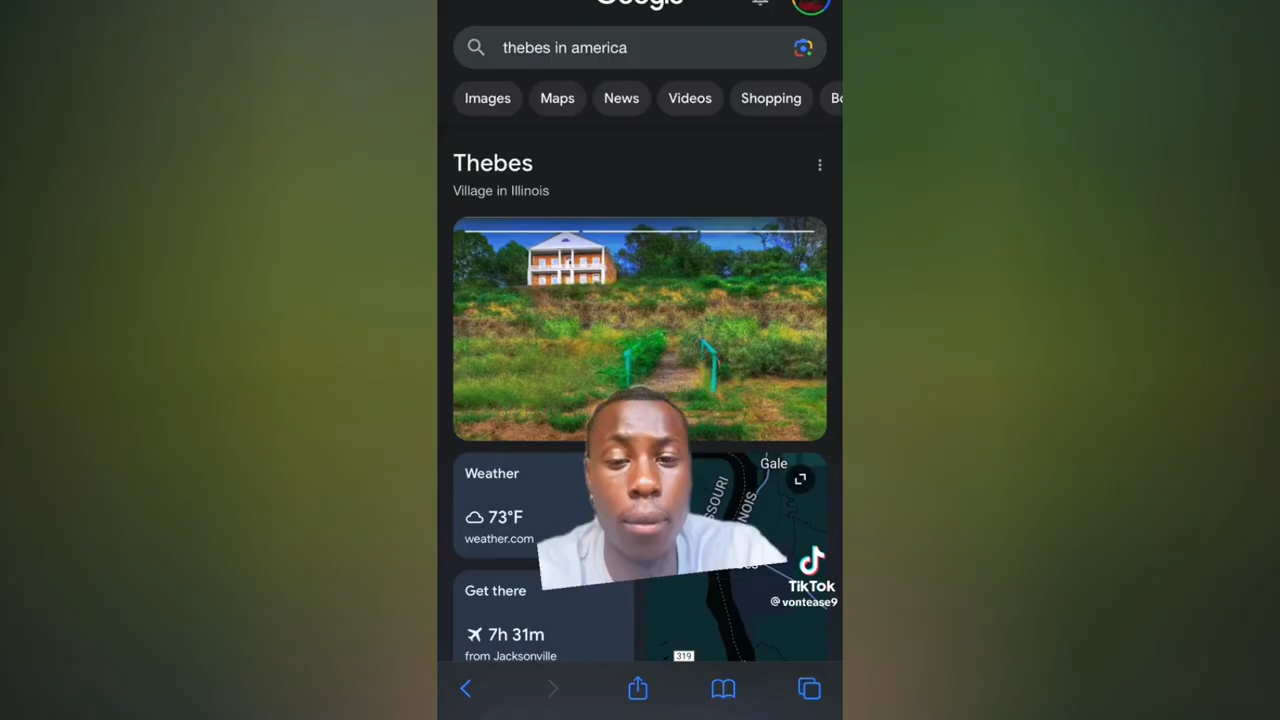 Google
thebes in america
Images
Maps
News
Videos
Shopping
Thebes
Village in Illinois
Weather
73°F
weather.com
Gale
Get there
7h 31m
from Jacksonville
319
TikTok
@vontease9